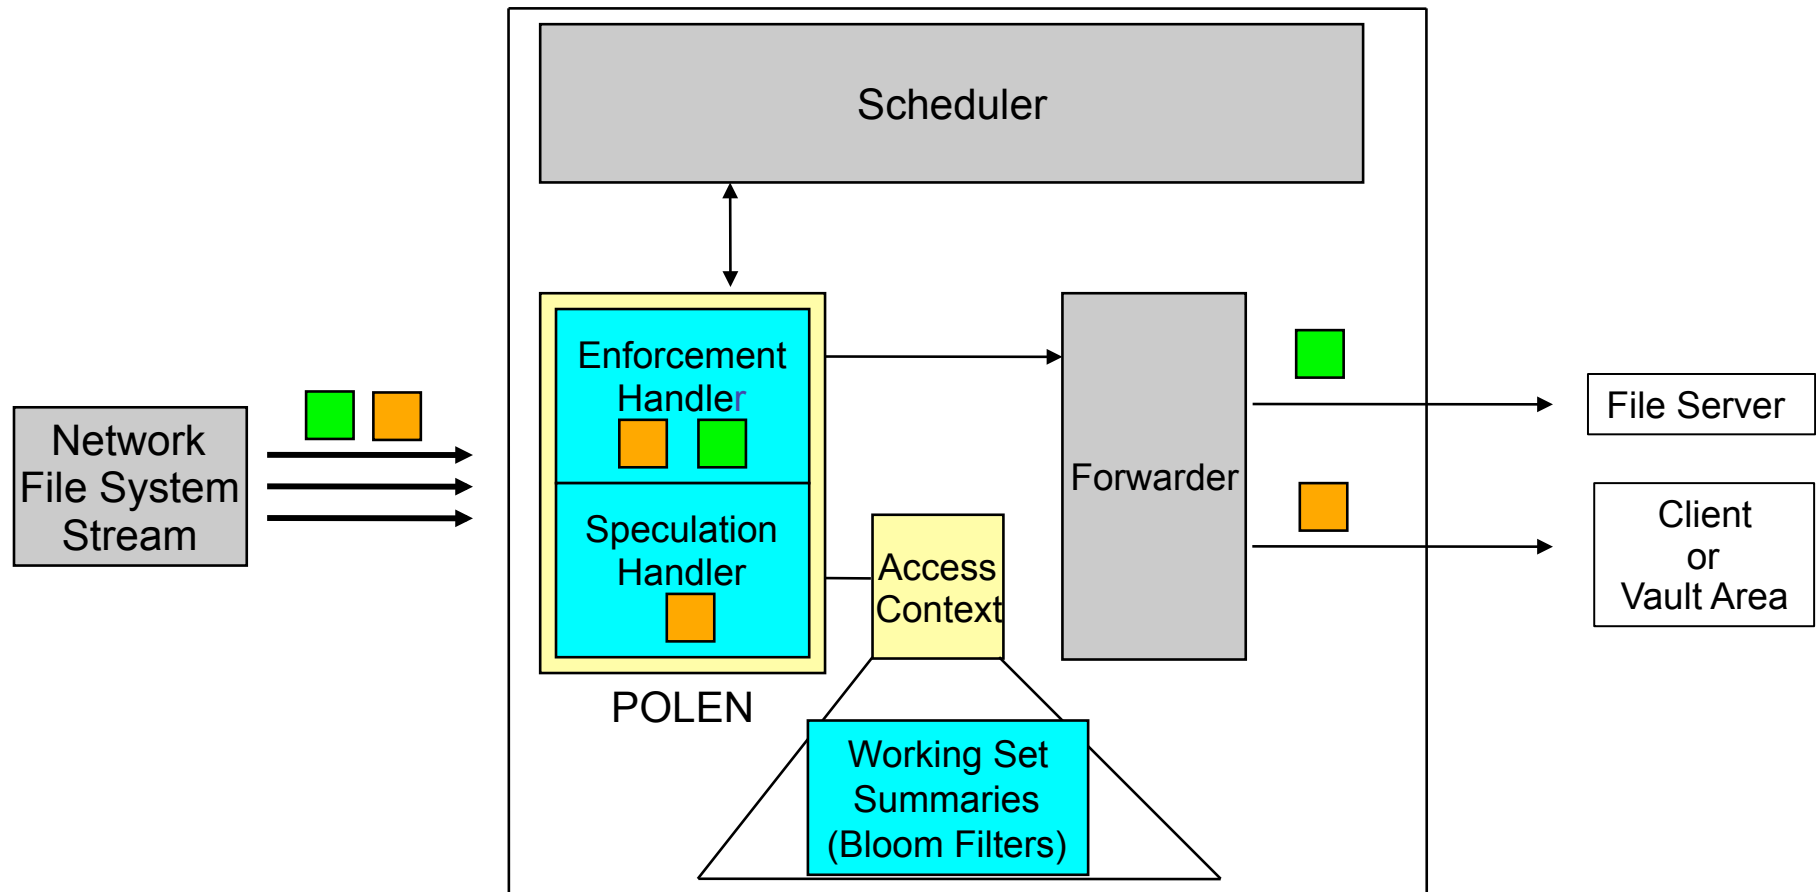 Scheduler
Enforcement
Handler
Network
File System
Stream
Speculation
Handler
POLEN
Access
Context
Working Set
Summaries
(Bloom Filters)
Forwarder
File Server
Client
or
Vault Area